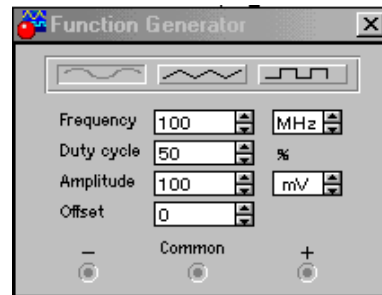 Function Generator
Frequency 100 MHz
Duty cycle 50 %
Amplitude 100 mV
Offset 0
− Common +